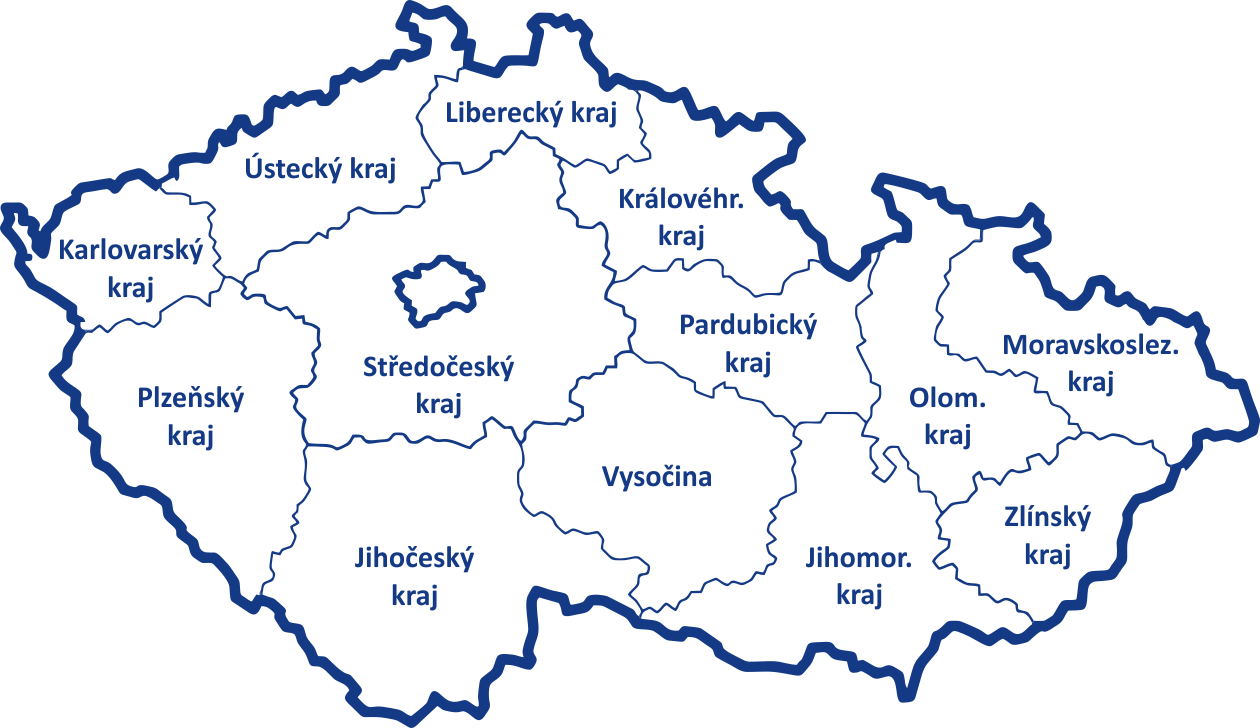 Liberecký kraj
Ústecký kraj
Královéhr.
kraj
Karlovarský
kraj
Pardubický
kraj
Moravskoslez.
kraj
Středočeský
kraj
Plzeňský
kraj
Olom.
kraj
Vysočina
Zlínský
kraj
Jihočeský
kraj
Jihomor.
kraj